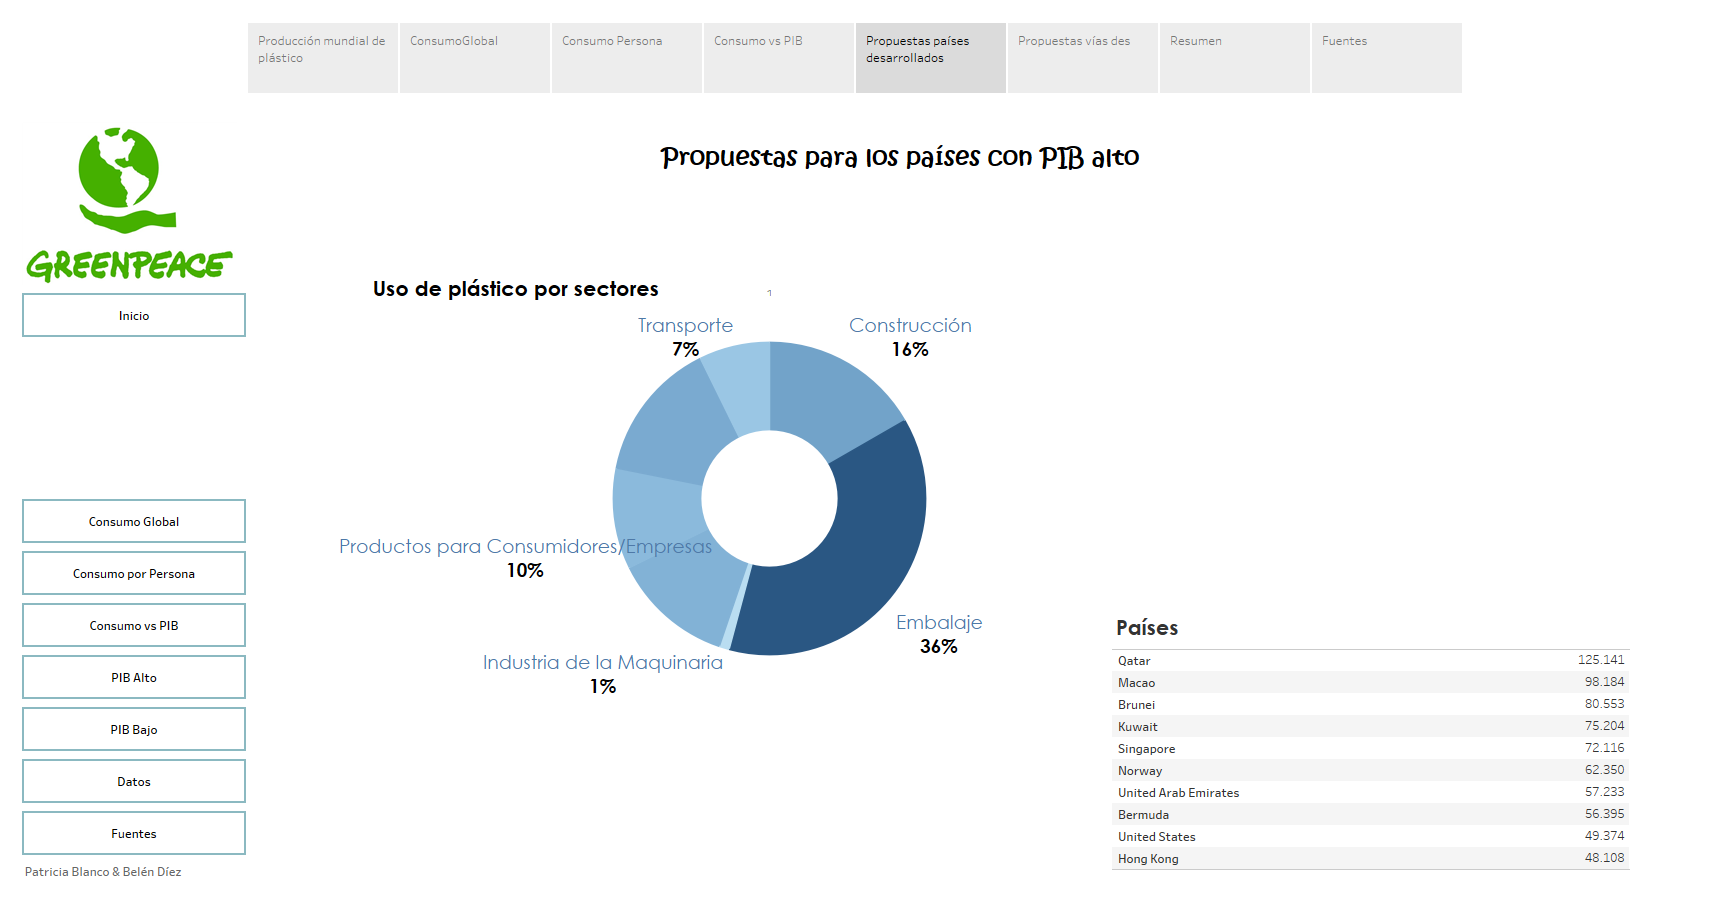 Producción mundial de
plástico
ConsumoGlobal
Consumo Persona
Consumo vs PIB
Propuestas países
desarrollados
Propuestas vías des
Resumen
Fuentes
GREENPEACE
Propuestas para los países con PIB alto
Inicio
Consumo Global
Consumo por Persona
Consumo vs PIB
PIB Alto
PIB Bajo
Datos
Fuentes
Patricia Blanco & Belén Díez
Uso de plástico por sectores
1
Transporte
7%
Construcción
16%
Productos para Consumidores/Empresas
10%
Embalaje
36%
Industria de la Maquinaria
1%
Países
Qatar 125.141
Macao 98.184
Brunei 80.553
Kuwait 75.204
Singapore 72.116
Norway 62.350
United Arab Emirates 57.233
Bermuda 56.395
United States 49.374
Hong Kong 48.108